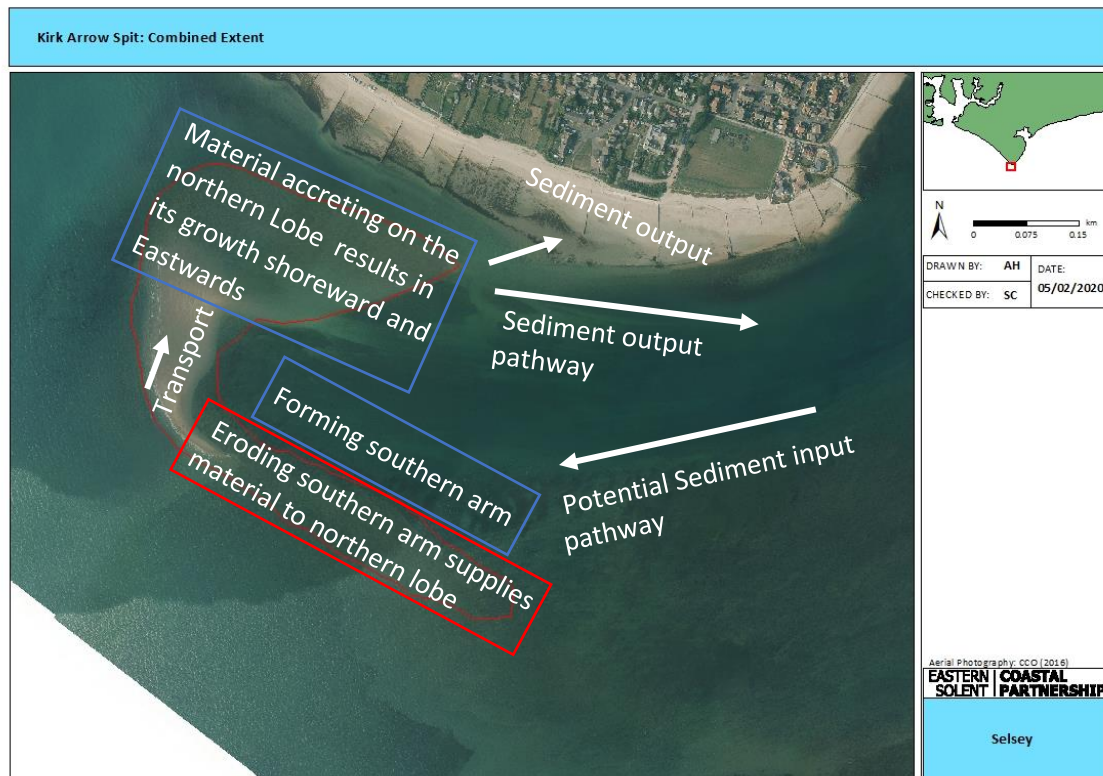 Kirk Arrow Spit: Combined Extent
Material accreting on the
northern Lobe results in
its growth shoreward and
Eastwards
Sediment output
Sediment output
pathway
Transport
Forming southern arm
Eroding southern arm supplies
material to northern lobe
Potential Sediment input
pathway
N
km
0 0.075 0.15
DRAWN BY: AH
DATE:
05/02/2020
CHECKED BY: SC
Aerial Photography: CCO (2016)
EASTERN COASTAL
SOLENT PARTNERSHIP
Selsey